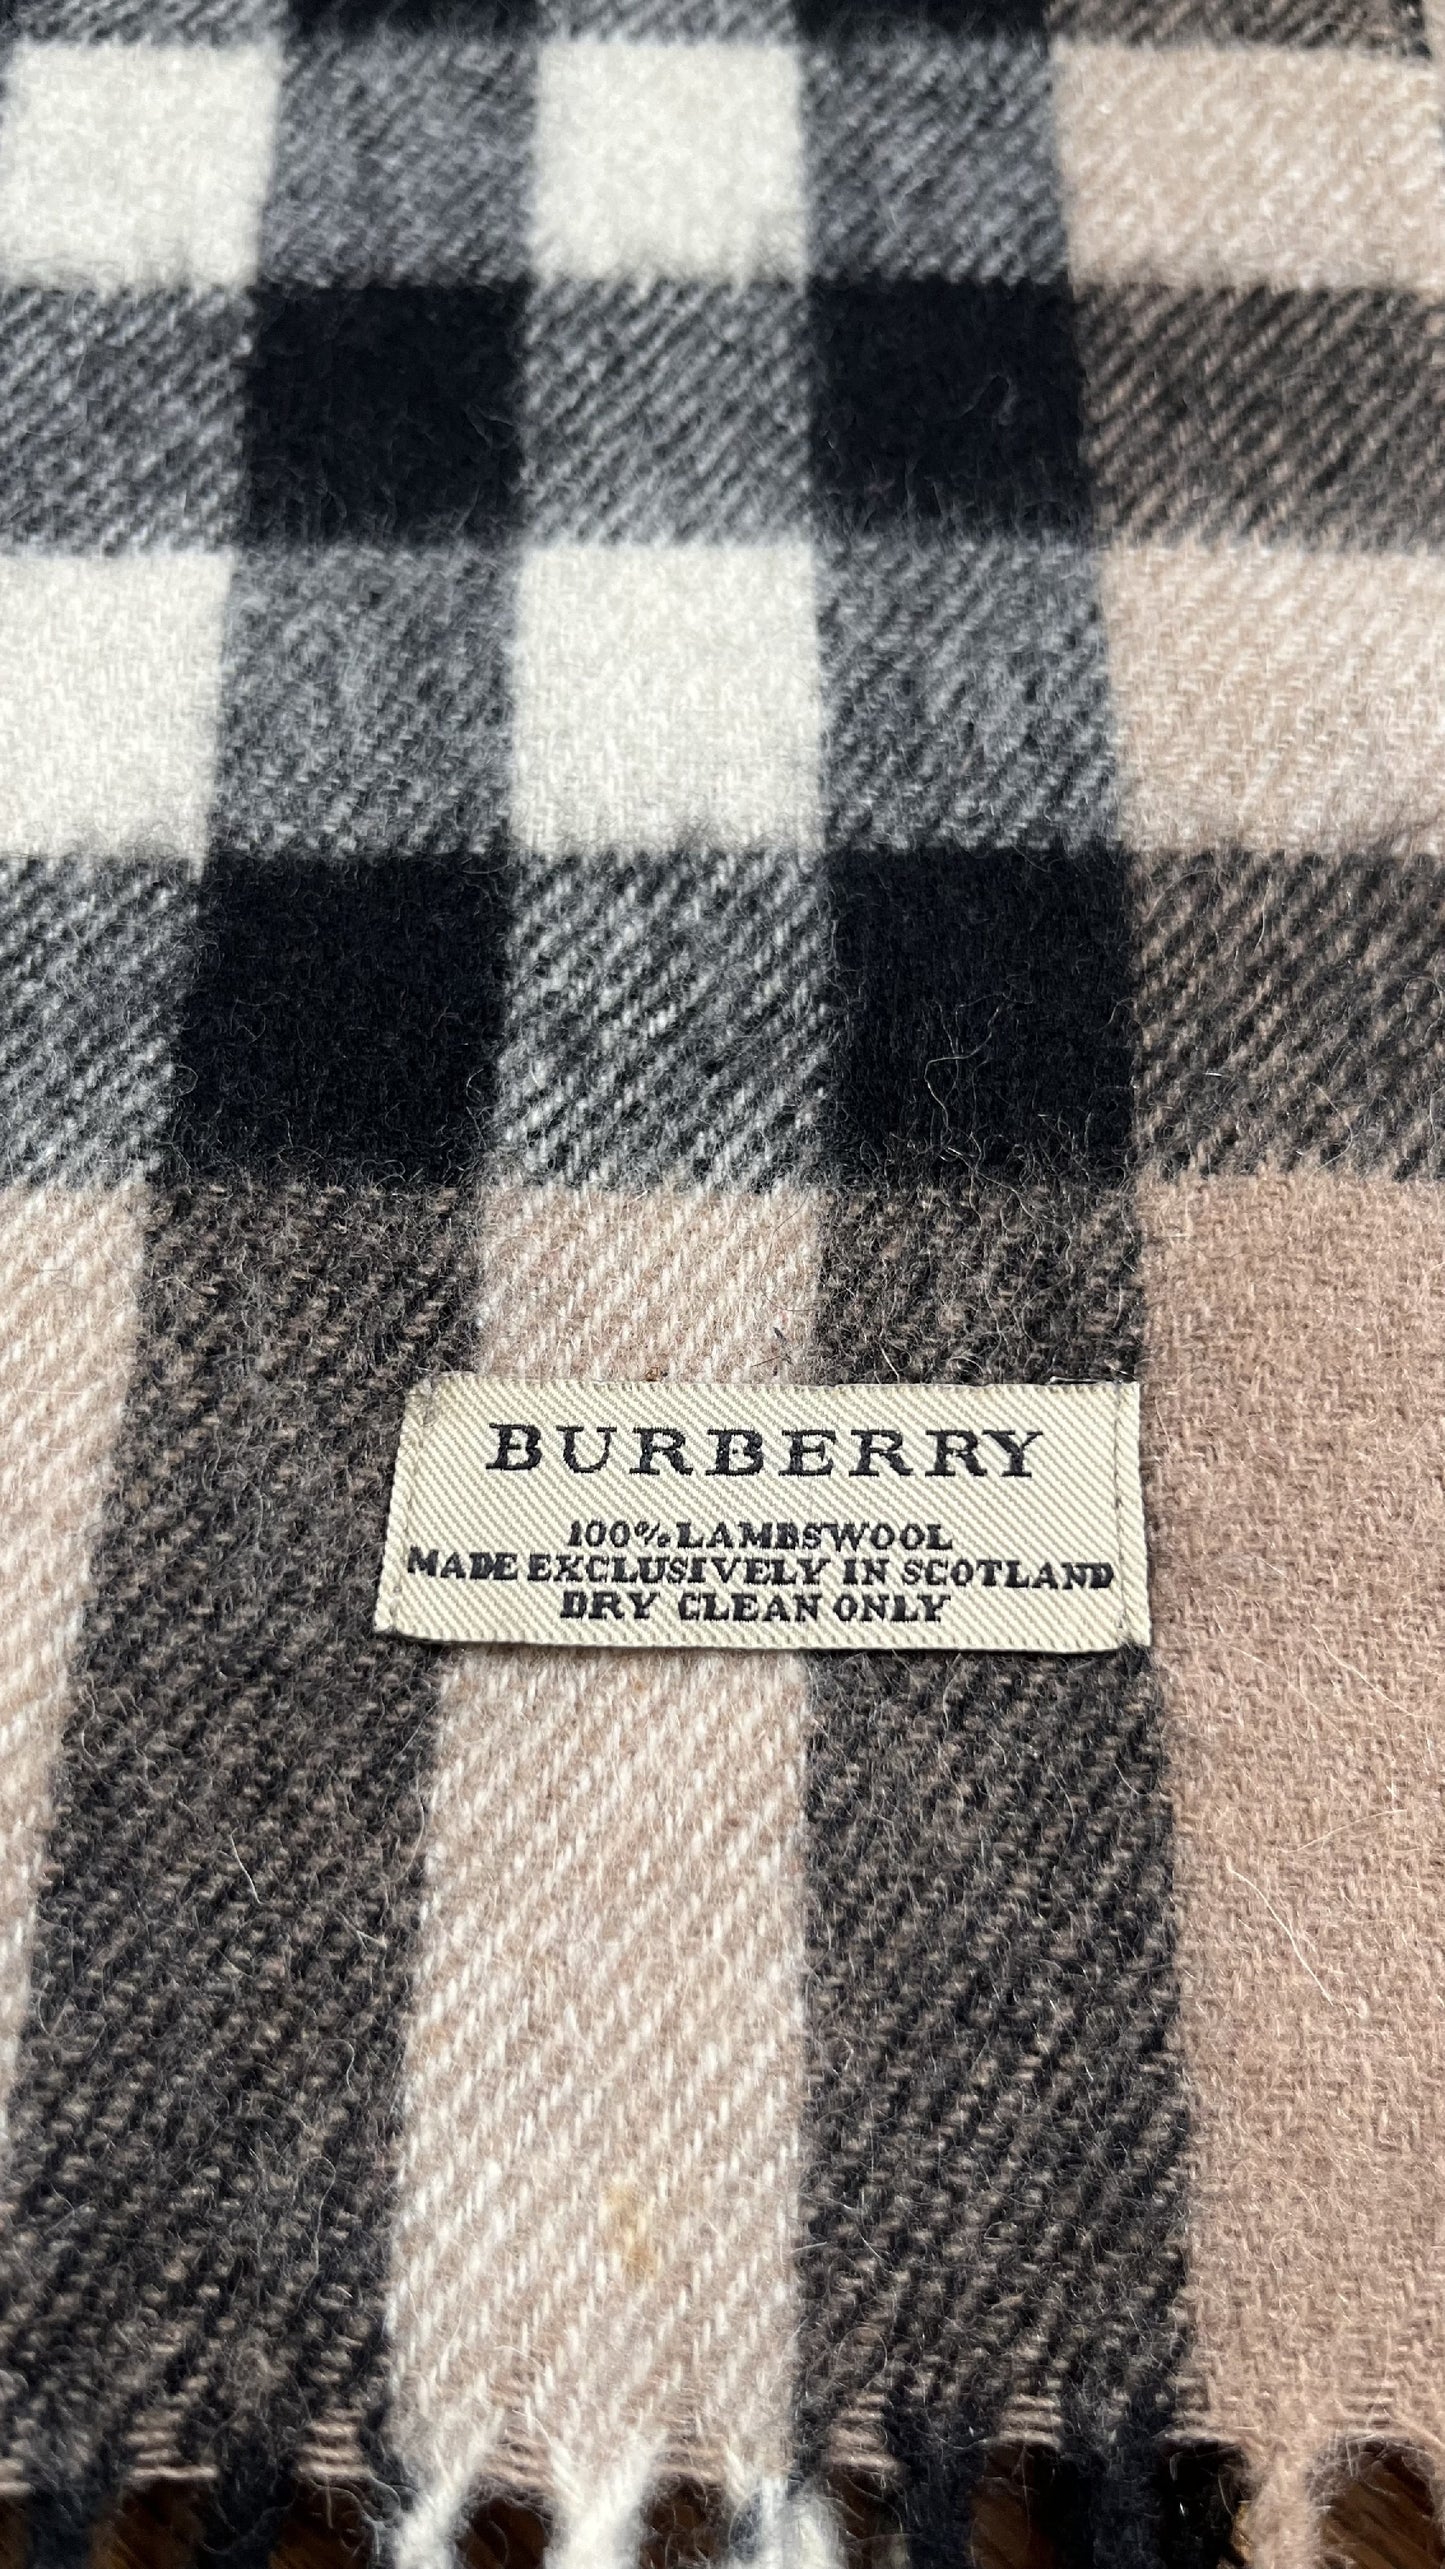 BURBERRY
100% LAMBSWOOL
MADE EXCLUSIVELY IN SCOTLAND
DRY CLEAN ONLY